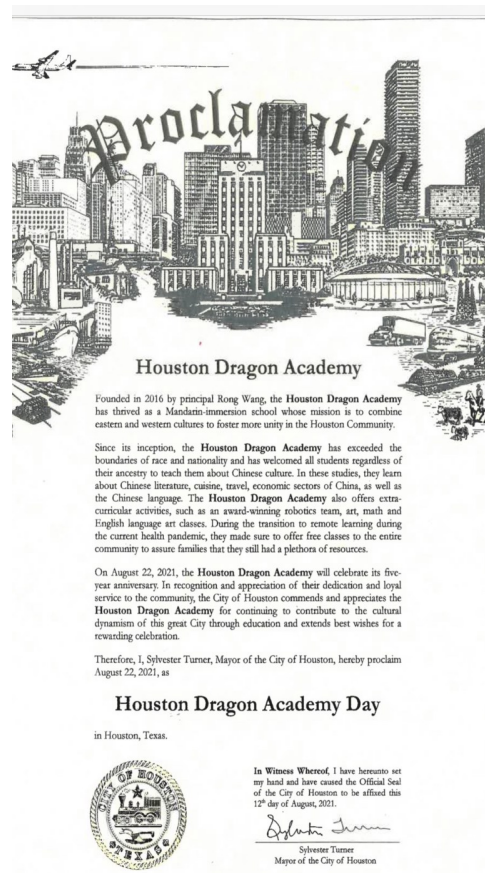 Proclamation
Houston Dragon Academy
Founded in 2016 by principal Rong Wang, the Houston Dragon Academy
has thrived as a Mandarin-immersion school whose mission is to combine
eastern and western cultures to foster more unity in the Houston Community.
Since its inception, the Houston Dragon Academy has exceeded the
boundaries of race and nationality and has welcomed all students regardless of
their ancestry to teach them about Chinese culture. In these studies, they learn
about Chinese literature, cuisine, travel, economic sectors of China, as well as
the Chinese language. The Houston Dragon Academy also offers extra-
curricular activities, such as an award-winning robotics team, art, math and
English language art classes. During the transition to remote learning during
the current health pandemic, they made sure to offer free classes to the entire
community to assure families that they still had a plethora of resources.
On August 22, 2021, the Houston Dragon Academy will celebrate its five-
year anniversary. In recognition and appreciation of their dedication and loyal
service to the community, the City of Houston commends and appreciates the
Houston Dragon Academy for continuing to contribute to the cultural
dynamism of this great City through education and extends best wishes for a
rewarding celebration.
Therefore, I, Sylvester Turner, Mayor of the City of Houston, hereby proclaim
August 22, 2021, as
Houston Dragon Academy Day
in Houston, Texas.
CITY OF HOUSTON
TEXAS
In Witness Whereof, I have hereunto set
my hand and have caused the Official Seal
of the City of Houston to be affixed this
12th day of August, 2021.
Sylvester Turner
Sylvester Turner
Mayor of the City of Houston